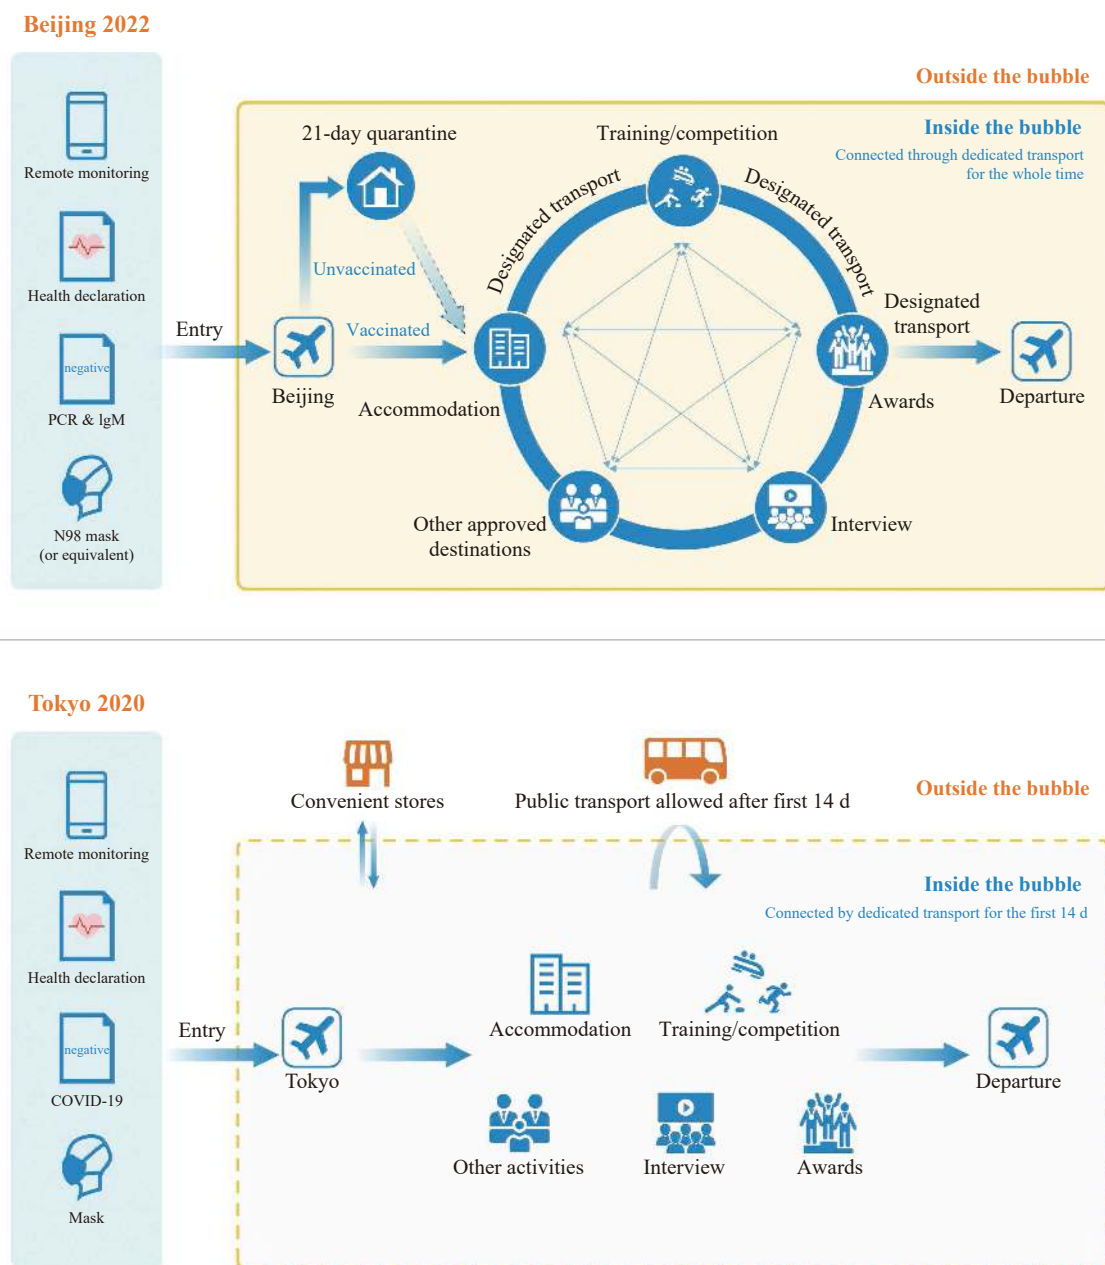 Beijing 2022
Remote monitoring
Health declaration
negative
PCR & lgM
N98 mask
(or equivalent)
Entry
Outside the bubble
Inside the bubble
Connected through dedicated transport
for the whole time
21-day quarantine
Training/competition
Designated transport
Designated transport
Unvaccinated
Vaccinated
Designated
transport
Beijing
Accommodation
Awards
Departure
Other approved
destinations
Interview
Tokyo 2020
Remote monitoring
Health declaration
negative
COVID-19
Mask
Entry
Convenient stores
Public transport allowed after first 14 d
Outside the bubble
Inside the bubble
Connected by dedicated transport for the first 14 d
Accommodation
Training/competition
Tokyo
Departure
Other activities
Interview
Awards